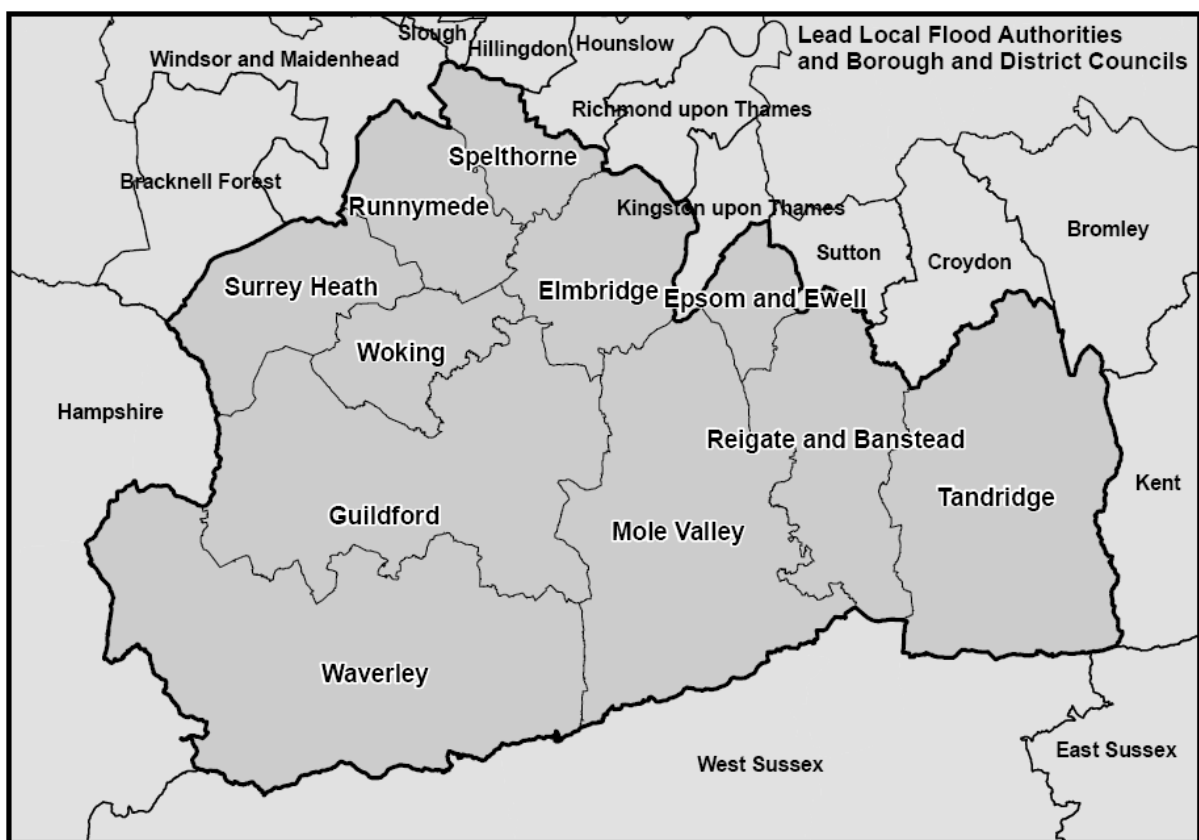 Slough
Hillingdon
Hounslow
Lead Local Flood Authorities
and Borough and District Councils
Windsor and Maidenhead
Richmond upon Thames
Spelthorne
Bracknell Forest
Runnymede
Kingston upon Thames
Bromley
Sutton
Croydon
Surrey Heath
Elmbridge
Epsom and Ewell
Woking
Hampshire
Reigate and Banstead
Kent
Tandridge
Guildford
Mole Valley
Waverley
West Sussex
East Sussex